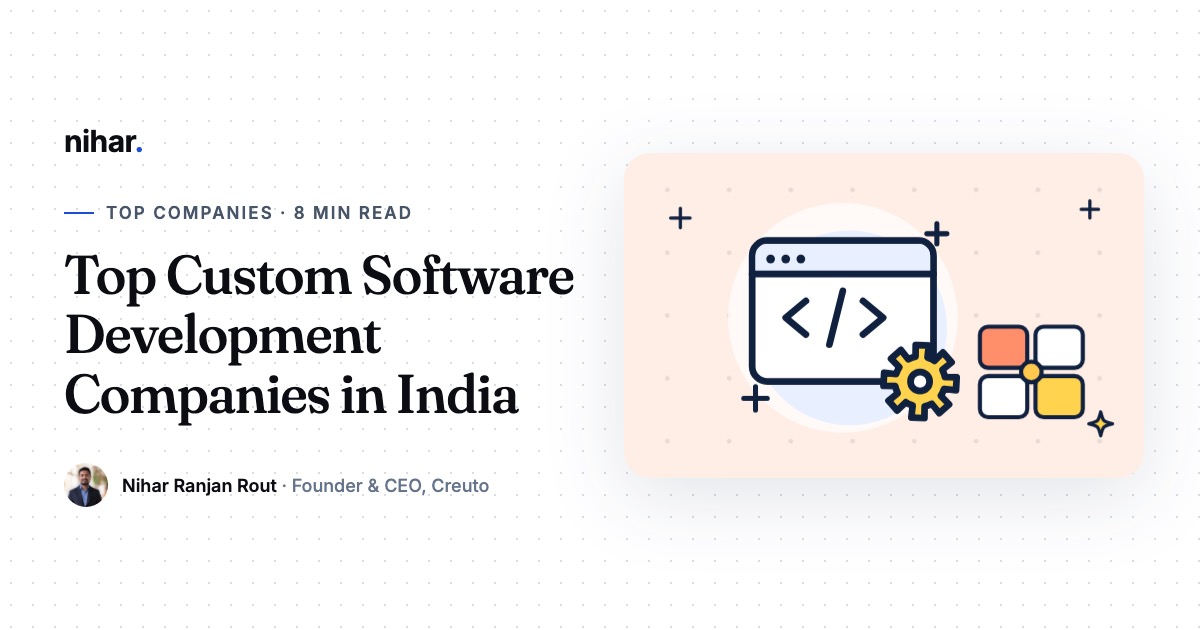 nihar.
TOP COMPANIES · 8 MIN READ
Top Custom Software
Development
Companies in India
Nihar Ranjan Rout · Founder & CEO, Creuto
</>